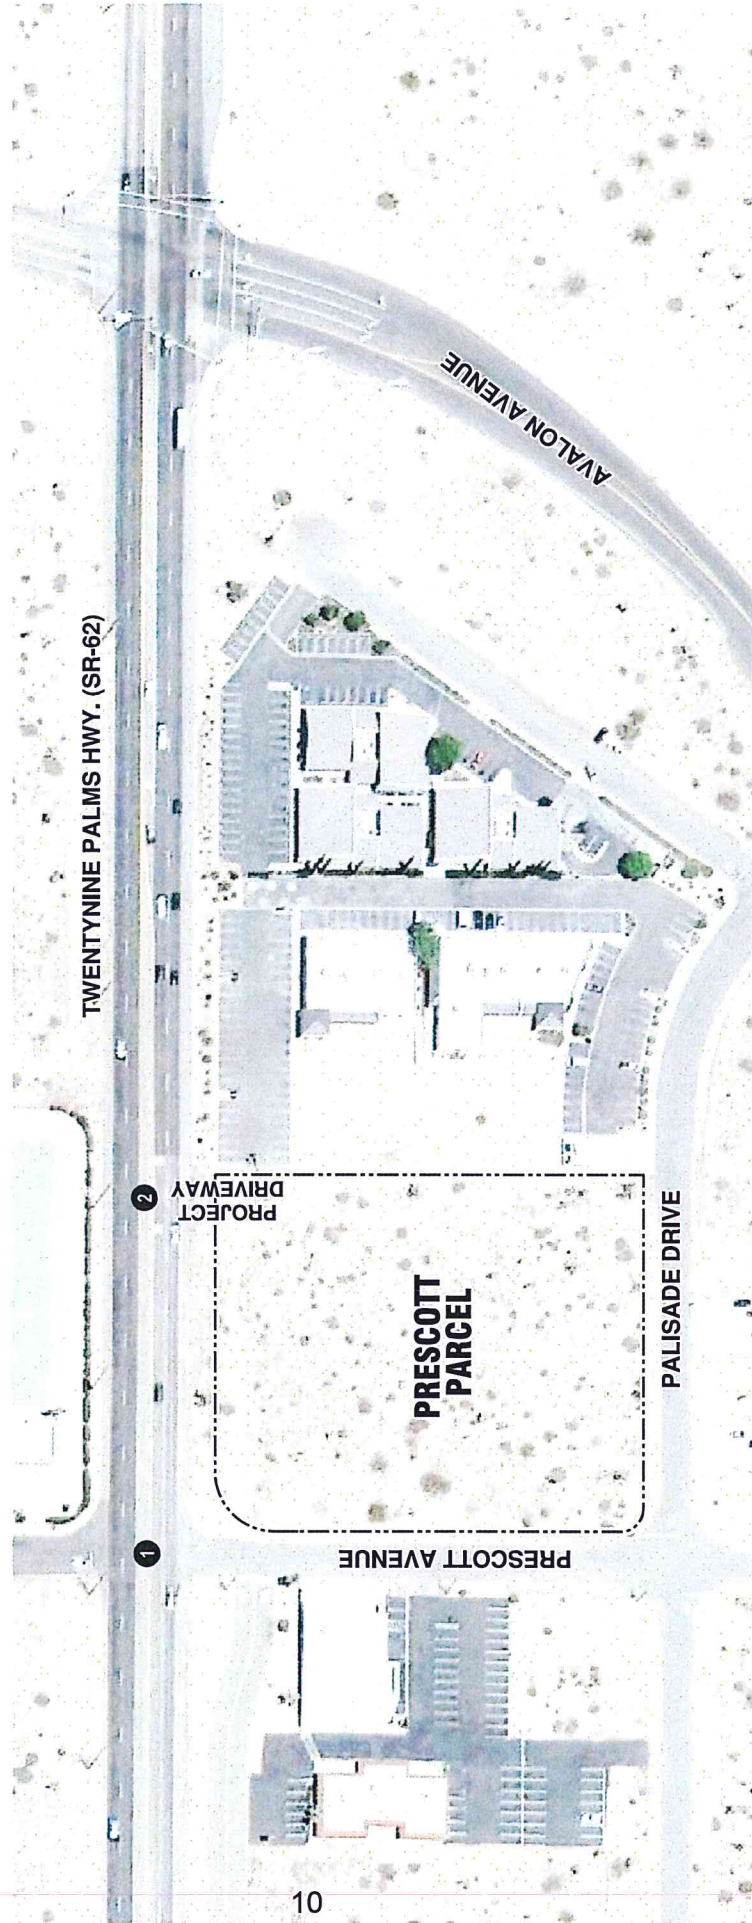 TWENTYNINE PALMS HWY. (SR-62)
AVALON AVENUE
2
PROJECT
DRIVEWAY
PRESCOTT
PARCEL
PALISADE DRIVE
1
PRESCOTT AVENUE
10